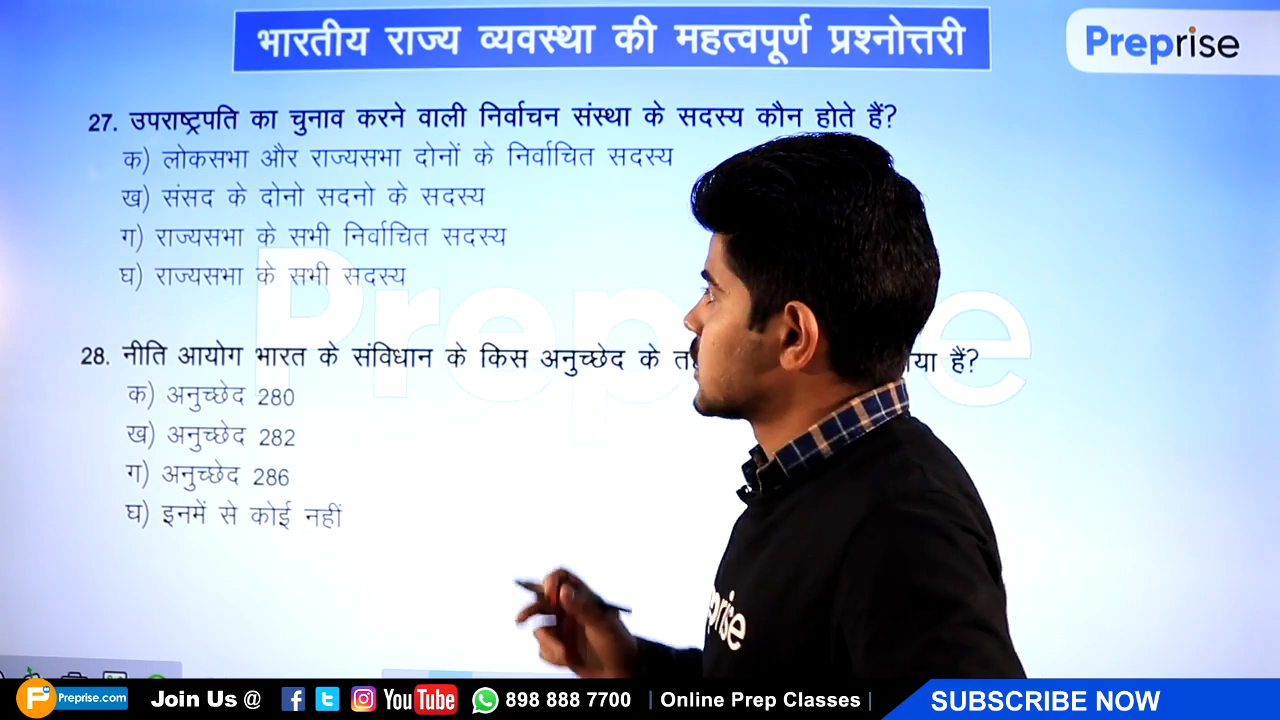 भारतीय राज्य व्यवस्था की महत्वपूर्ण प्रश्नोत्तरी
Preprise
27. उपराष्ट्रपति का चुनाव करने वाली निर्वाचन संस्था के सदस्य कौन होते हैं?
क) लोकसभा और राज्यसभा दोनों के निर्वाचित सदस्य
ख) संसद के दोनो सदनो के सदस्य
ग) राज्यसभा के सभी निर्वाचित सदस्य
घ) राज्यसभा के सभी सदस्य
28. नीति आयोग भारत के संविधान के किस अनुच्छेद के हैं?
क) अनुच्छेद 280
ख) अनुच्छेद 282
ग) अनुच्छेद 286
घ) इनमें से कोई नहीं
Preprise.com Join Us @ YouTube 898 888 7700 | Online Prep Classes | SUBSCRIBE NOW